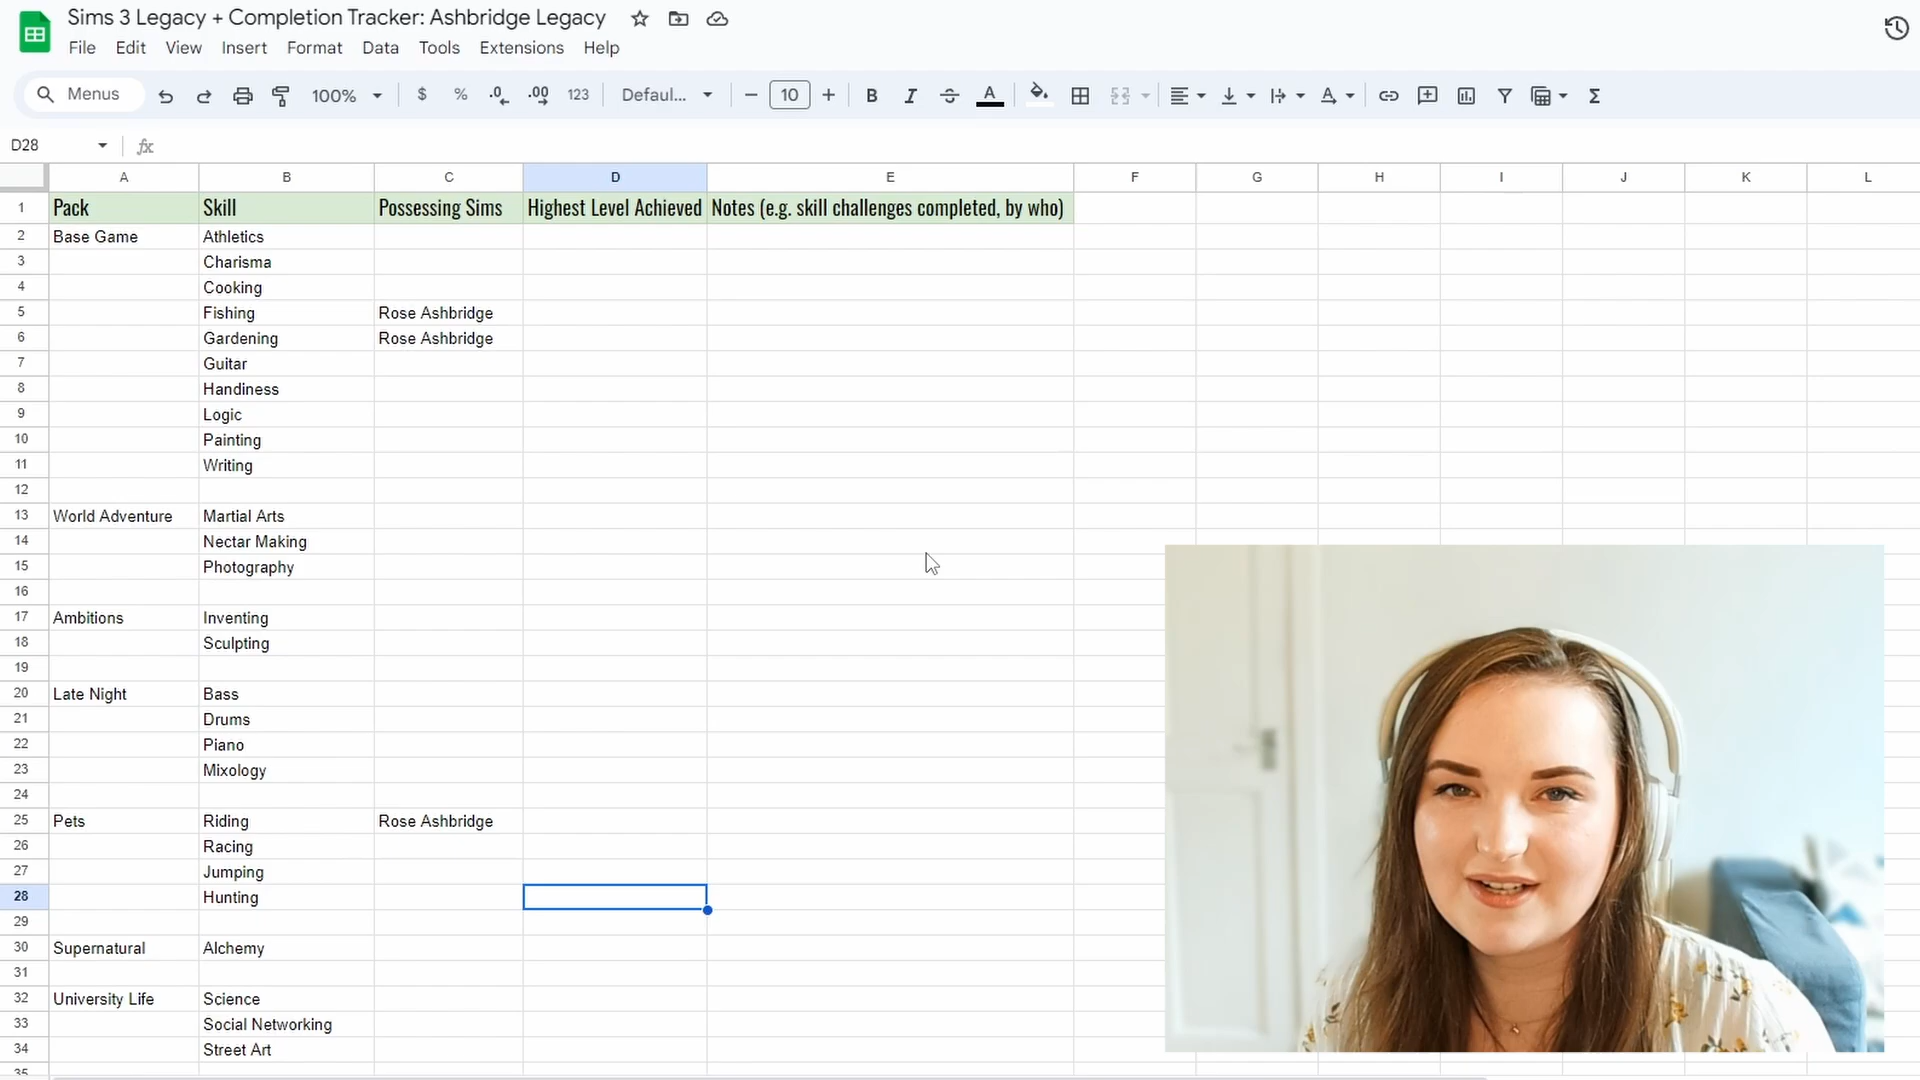 Sims 3 Legacy + Completion Tracker: Ashbridge Legacy
File Edit View Insert Format Data Tools Extensions Help
Menus 100% $ % .0 .00 123 Defaul... 10 B I S A Σ
D28 fx
A B C D E F G H I J K L
1 Pack Skill Possessing Sims Highest Level Achieved Notes (e.g. skill challenges completed, by who)
2 Base Game Athletics
3 Charisma
4 Cooking
5 Fishing Rose Ashbridge
6 Gardening Rose Ashbridge
7 Guitar
8 Handiness
9 Logic
10 Painting
11 Writing
12
13 World Adventure Martial Arts
14 Nectar Making
15 Photography
16
17 Ambitions Inventing
18 Sculpting
19
20 Late Night Bass
21 Drums
22 Piano
23 Mixology
24
25 Pets Riding Rose Ashbridge
26 Racing
27 Jumping
28 Hunting
29
30 Supernatural Alchemy
31
32 University Life Science
33 Social Networking
34 Street Art
35